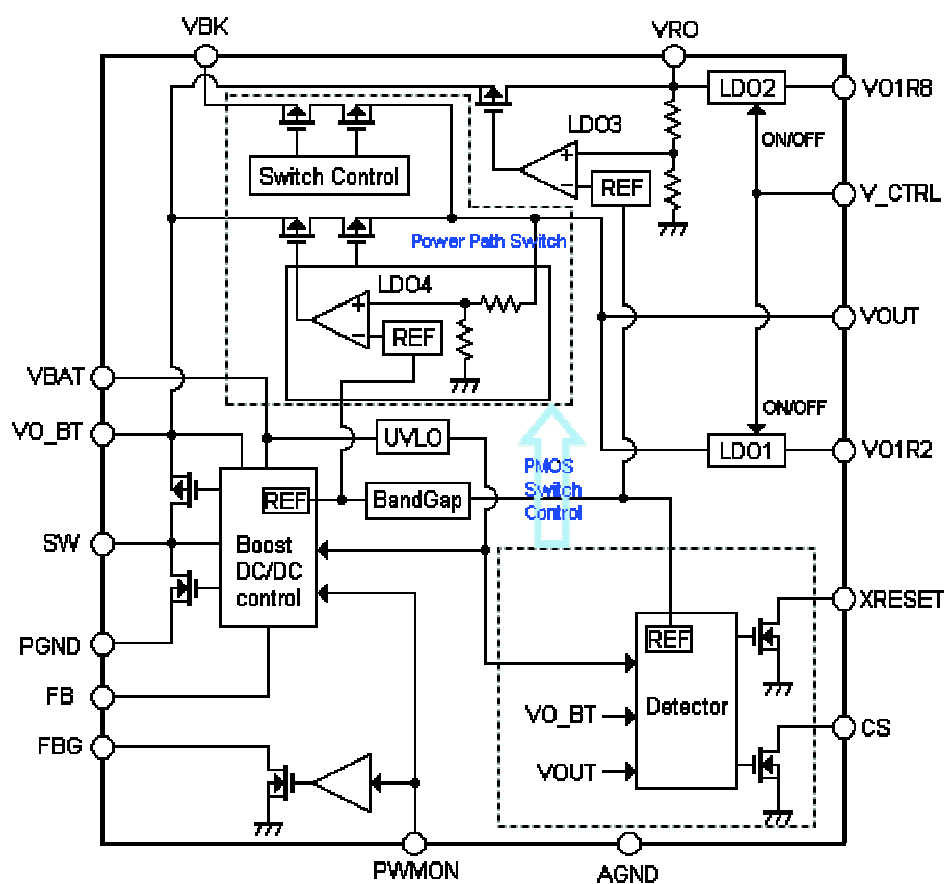 VBK
VRO
LDO2
VO1R8
LDO3
ON/OFF
+
−
REF
Switch Control
V_CTRL
Power Path Switch
LDO4
+
−
REF
VOUT
VBAT
ON/OFF
VO_BT
UVLO
LDO1
VO1R2
PMOS
Switch
Control
REF
BandGap
SW
Boost
DC/DC
control
XRESET
PGND
REF
FB
VO_BT
Detector
CS
FBG
VOUT
PWMON
AGND